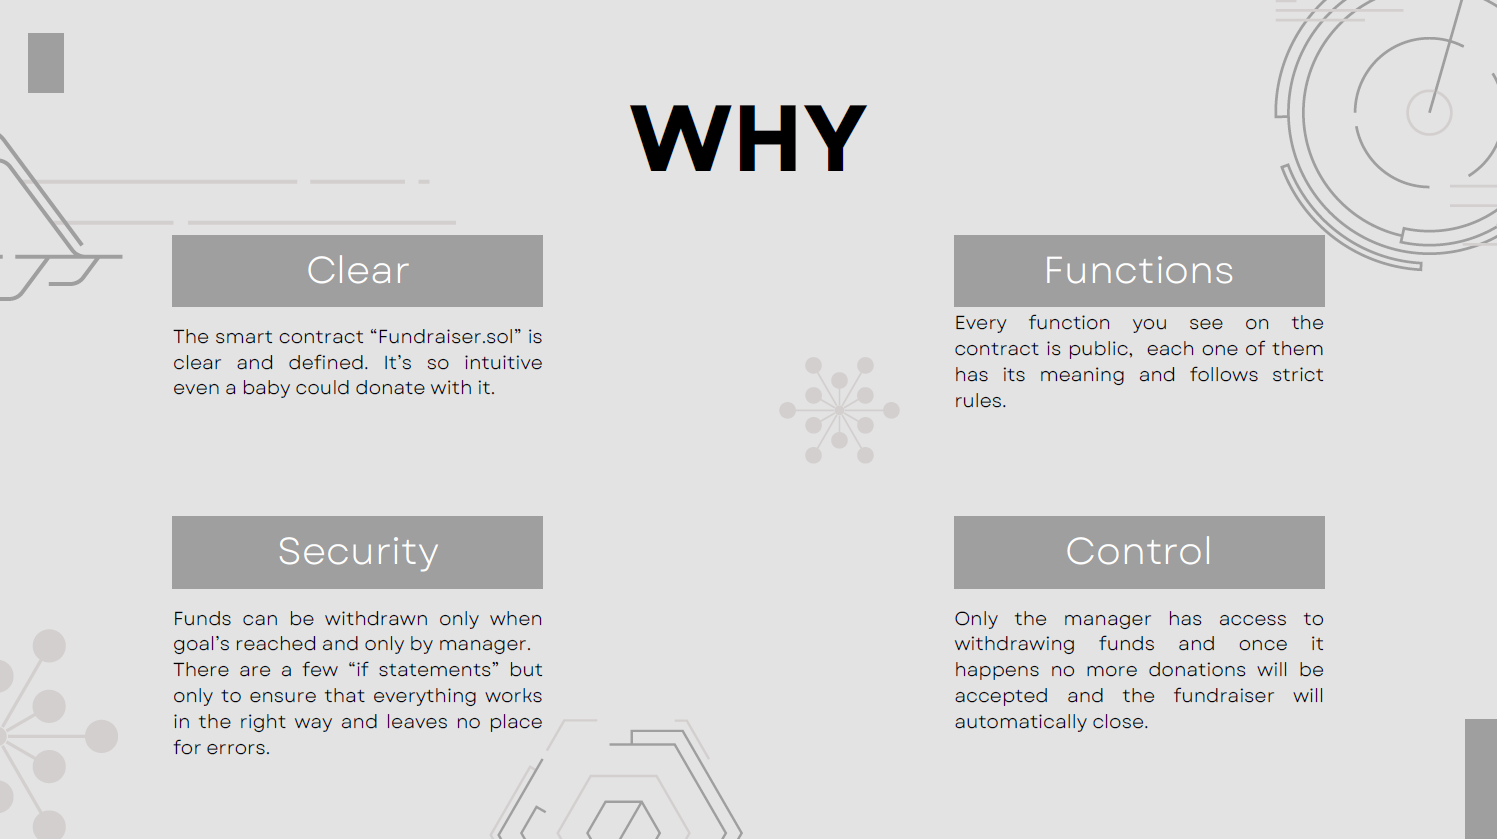 WHY
Clear
The smart contract “Fundraiser.sol” is
clear and defined. It’s so intuitive
even a baby could donate with it.
Functions
Every function you see on the
contract is public, each one of them
has its meaning and follows strict
rules.
Security
Funds can be withdrawn only when
goal’s reached and only by manager.
There are a few “if statements” but
only to ensure that everything works
in the right way and leaves no place
for errors.
Control
Only the manager has access to
withdrawing funds and once it
happens no more donations will be
accepted and the fundraiser will
automatically close.